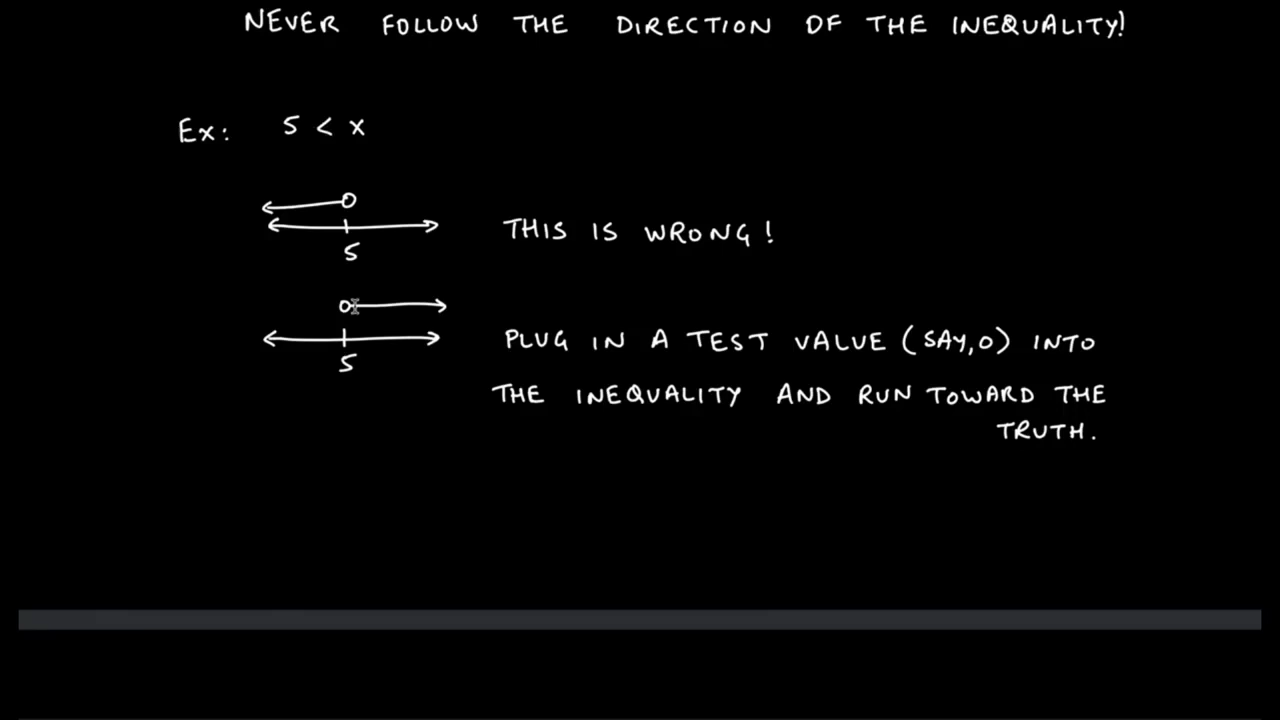 NEVER FOLLOW THE DIRECTION OF THE INEQUALITY!
Ex: 5 < x
5
THIS IS WRONG!
5
PLUG IN A TEST VALUE (SAY, 0) INTO
THE INEQUALITY AND RUN TOWARD THE
TRUTH.